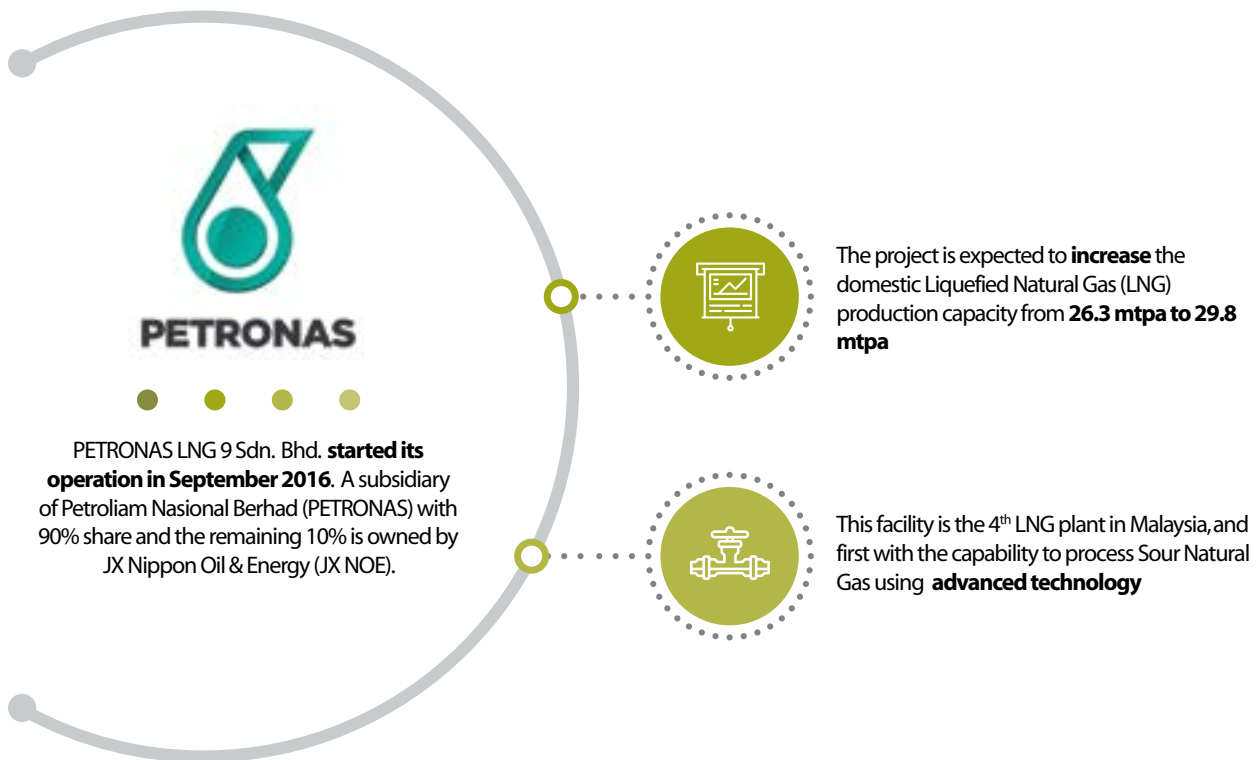 PETRONAS
PETRONAS LNG 9 Sdn. Bhd. started its
operation in September 2016. A subsidiary
of Petroliam Nasional Berhad (PETRONAS) with
90% share and the remaining 10% is owned by
JX Nippon Oil & Energy (JX NOE).
The project is expected to increase the
domestic Liquefied Natural Gas (LNG)
production capacity from 26.3 mtpa to 29.8
mtpa
This facility is the 4th LNG plant in Malaysia, and
first with the capability to process Sour Natural
Gas using advanced technology